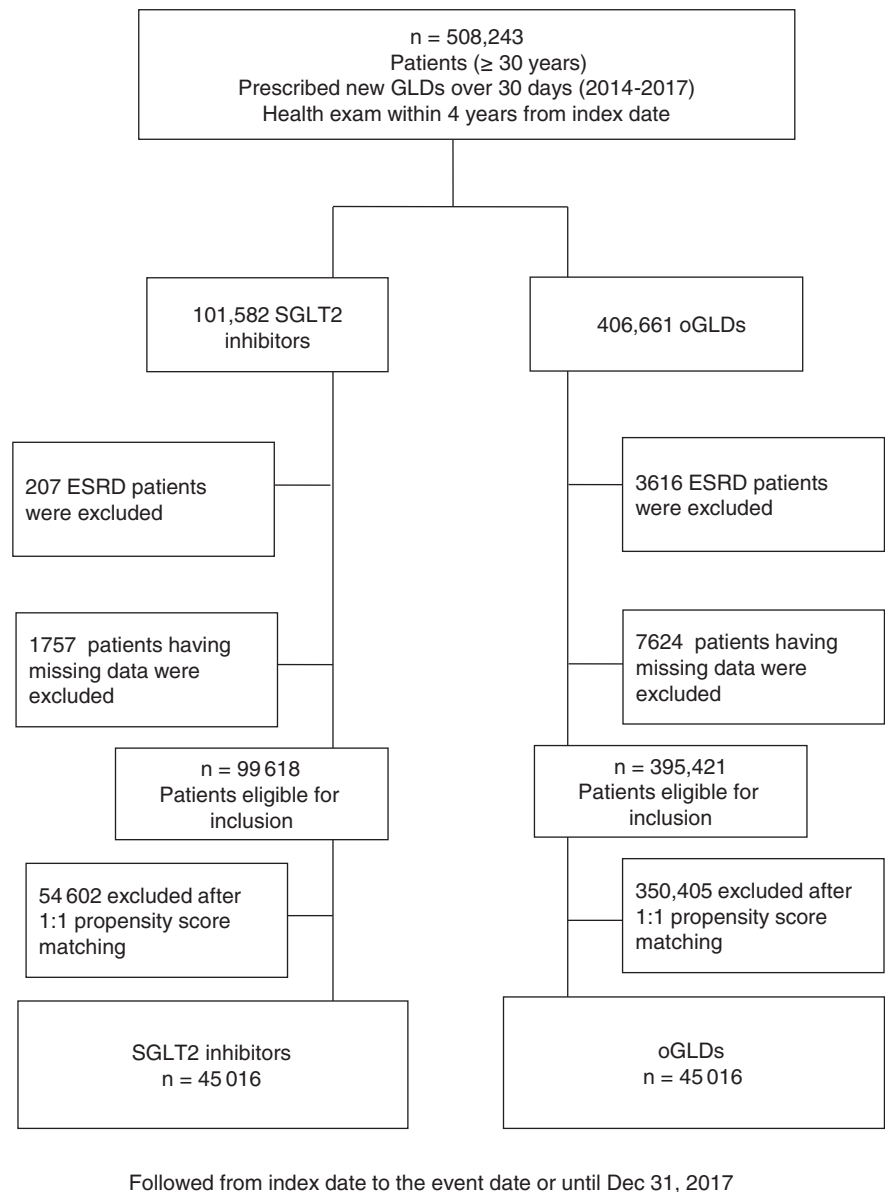 n = 508,243
Patients (≥ 30 years)
Prescribed new GLDs over 30 days (2014-2017)
Health exam within 4 years from index date
101,582 SGLT2
inhibitors
406,661 oGLDs
207 ESRD patients
were excluded
3616 ESRD patients
were excluded
1757 patients having
missing data were
excluded
7624 patients having
missing data were
excluded
n = 99 618
Patients eligible for
inclusion
n = 395,421
Patients eligible for
inclusion
54 602 excluded after
1:1 propensity score
matching
350,405 excluded after
1:1 propensity score
matching
SGLT2 inhibitors
n = 45 016
oGLDs
n = 45 016
Followed from index date to the event date or until Dec 31, 2017